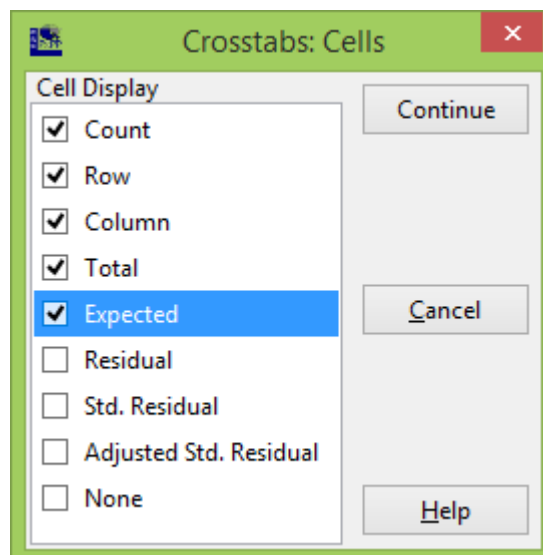 Crosstabs: Cells
Cell Display
Count
Row
Column
Total
Expected
Residual
Std. Residual
Adjusted Std. Residual
None
Continue
Cancel
Help